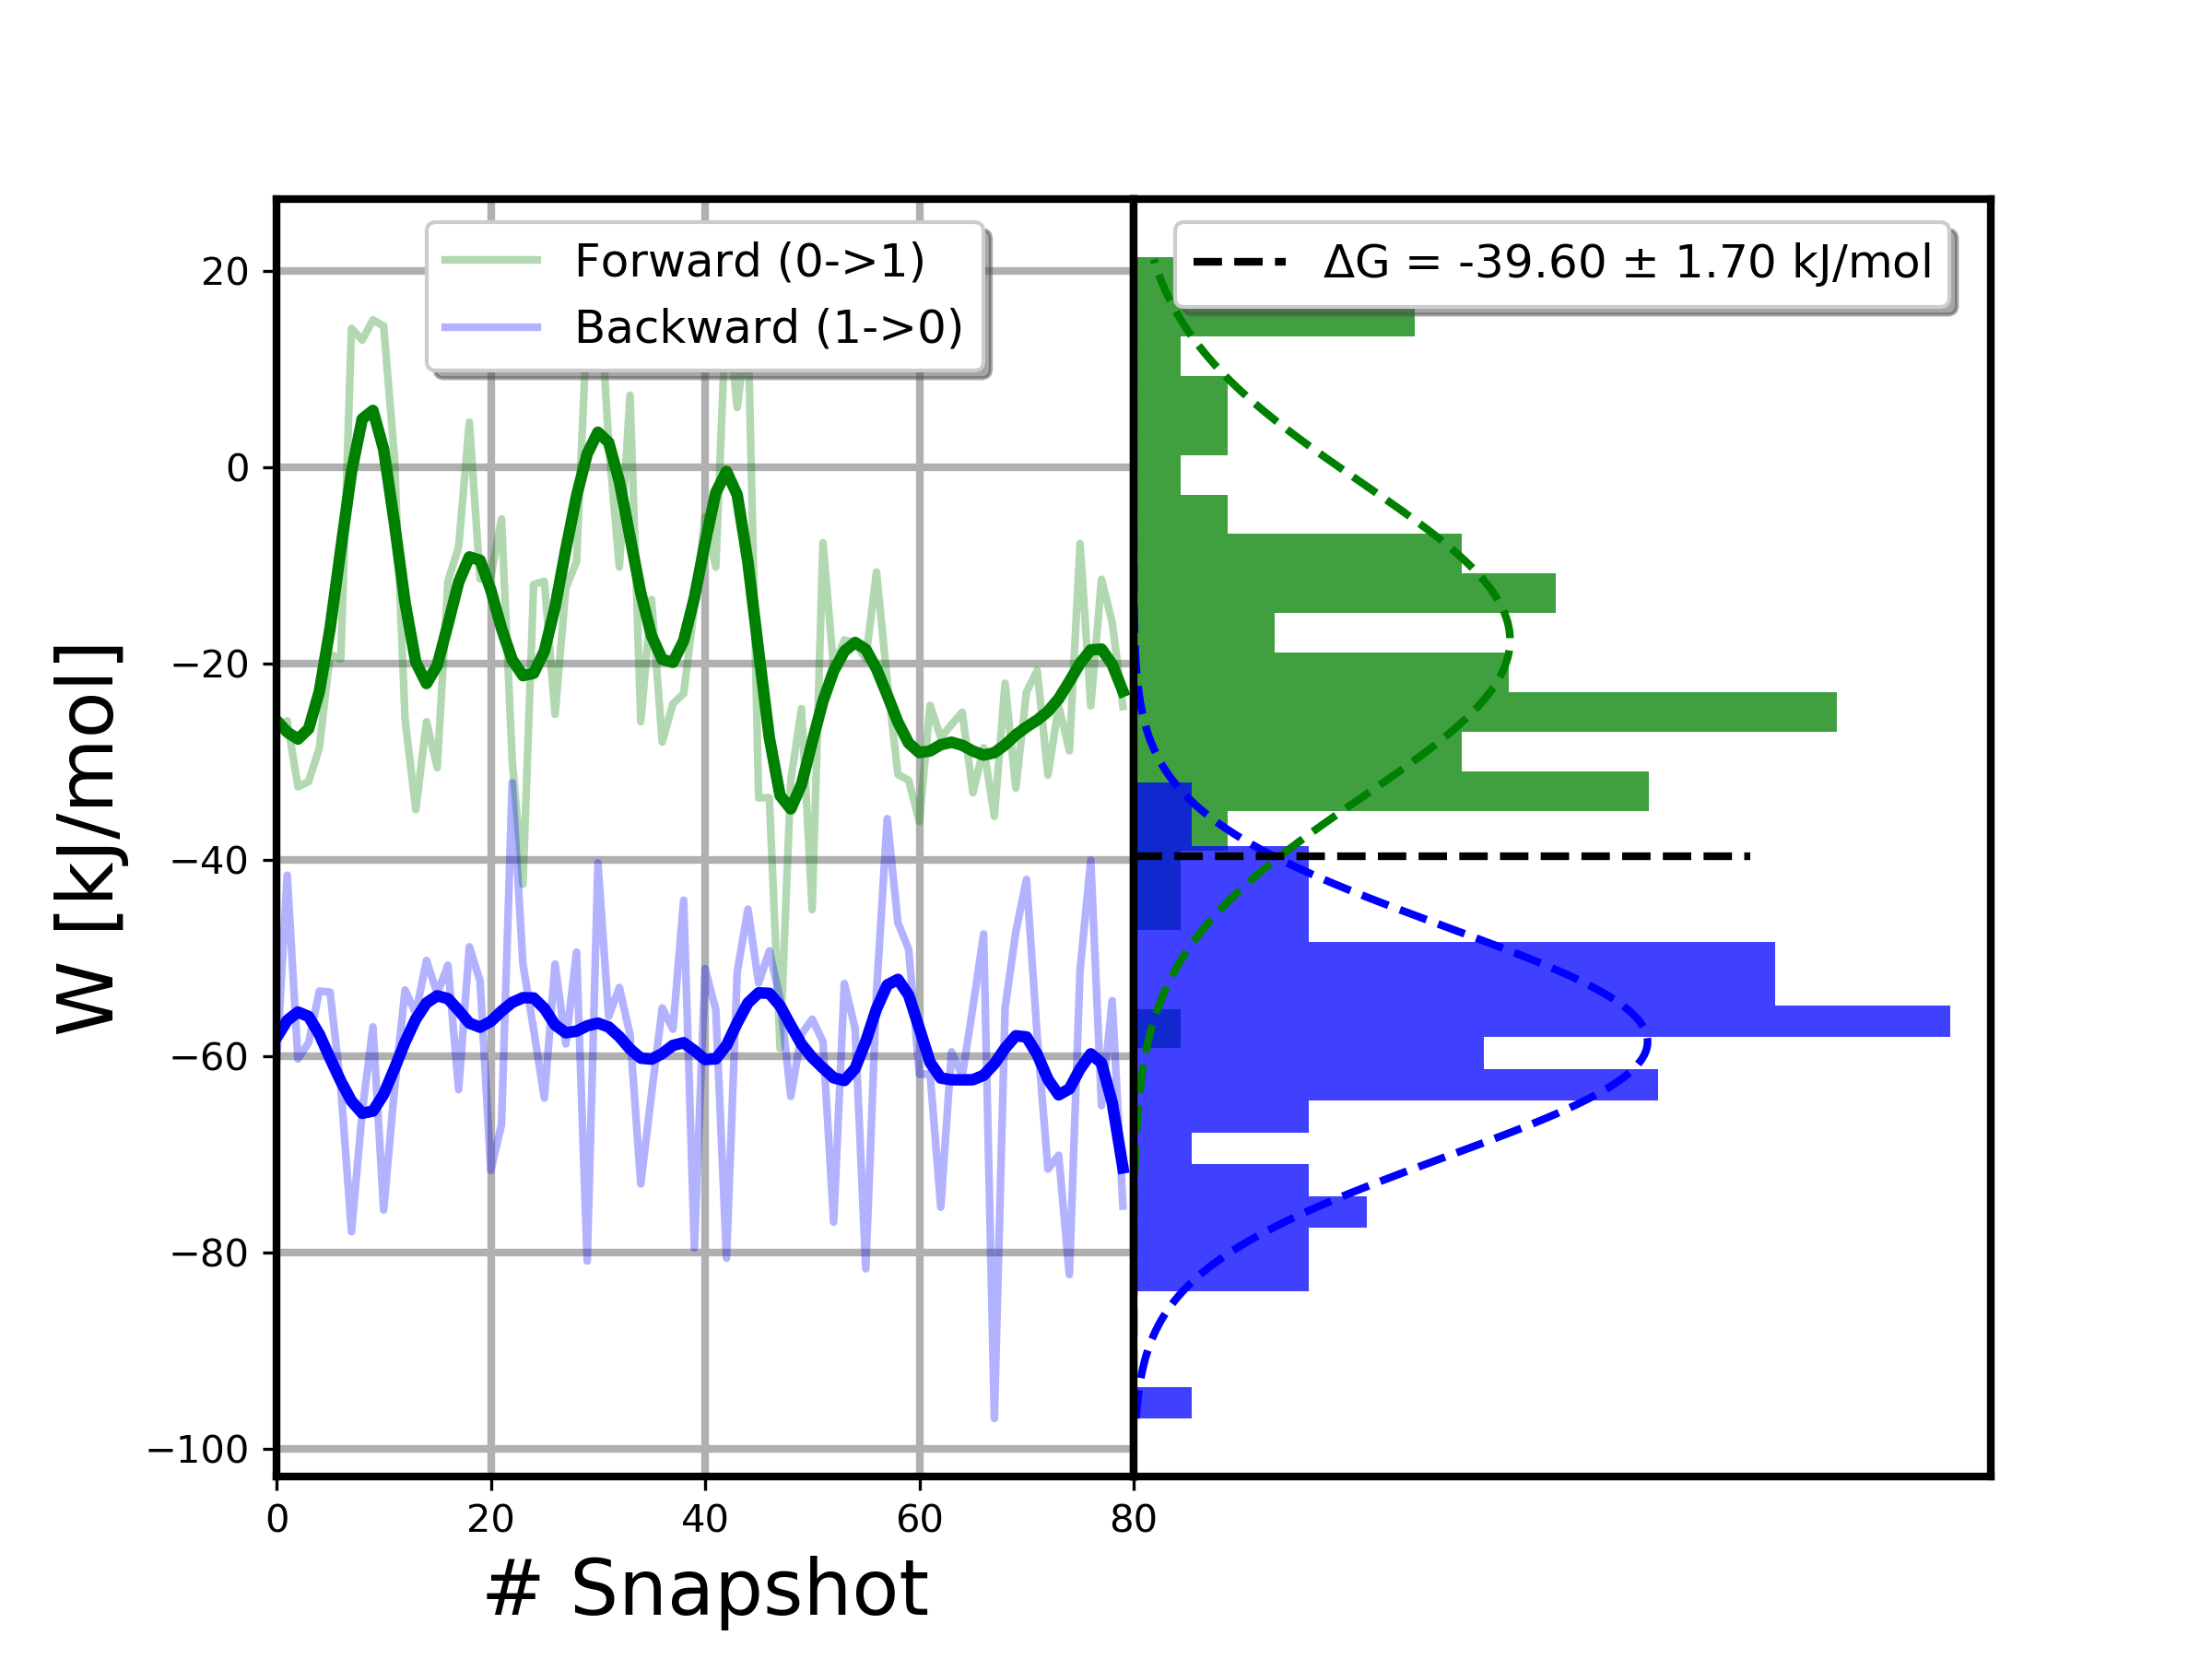 Forward (0->1)
Backward (1->0)
ΔG = -39.60 ± 1.70 kJ/mol
W [kJ/mol]
20
0
−20
−40
−60
−80
−100
0 20 40 60 80
# Snapshot